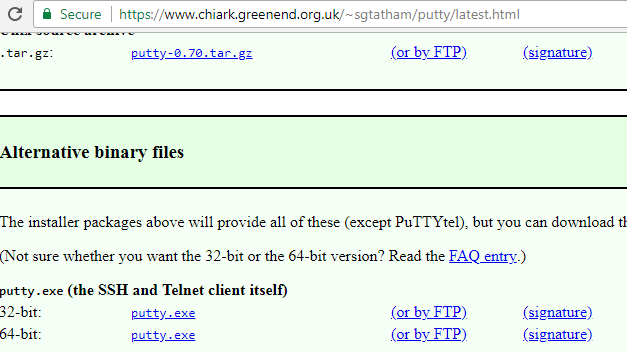 Secure https://www.chiark.greenend.org.uk/~sgtatham/putty/latest.html
Unix source archive
.tar.gz: putty-0.70.tar.gz (or by FTP) (signature)
Alternative binary files
The installer packages above will provide all of these (except PuTTYtel), but you can download th
(Not sure whether you want the 32-bit or the 64-bit version? Read the FAQ entry.)
putty.exe (the SSH and Telnet client itself)
32-bit: putty.exe (or by FTP) (signature)
64-bit: putty.exe (or by FTP) (signature)